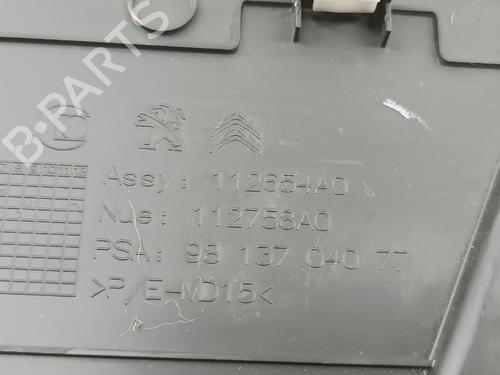 B-PARTS
Assy: 112654A0
Nue: 112758A0
PSA: 98 137 040 77
>P/E-MD15<